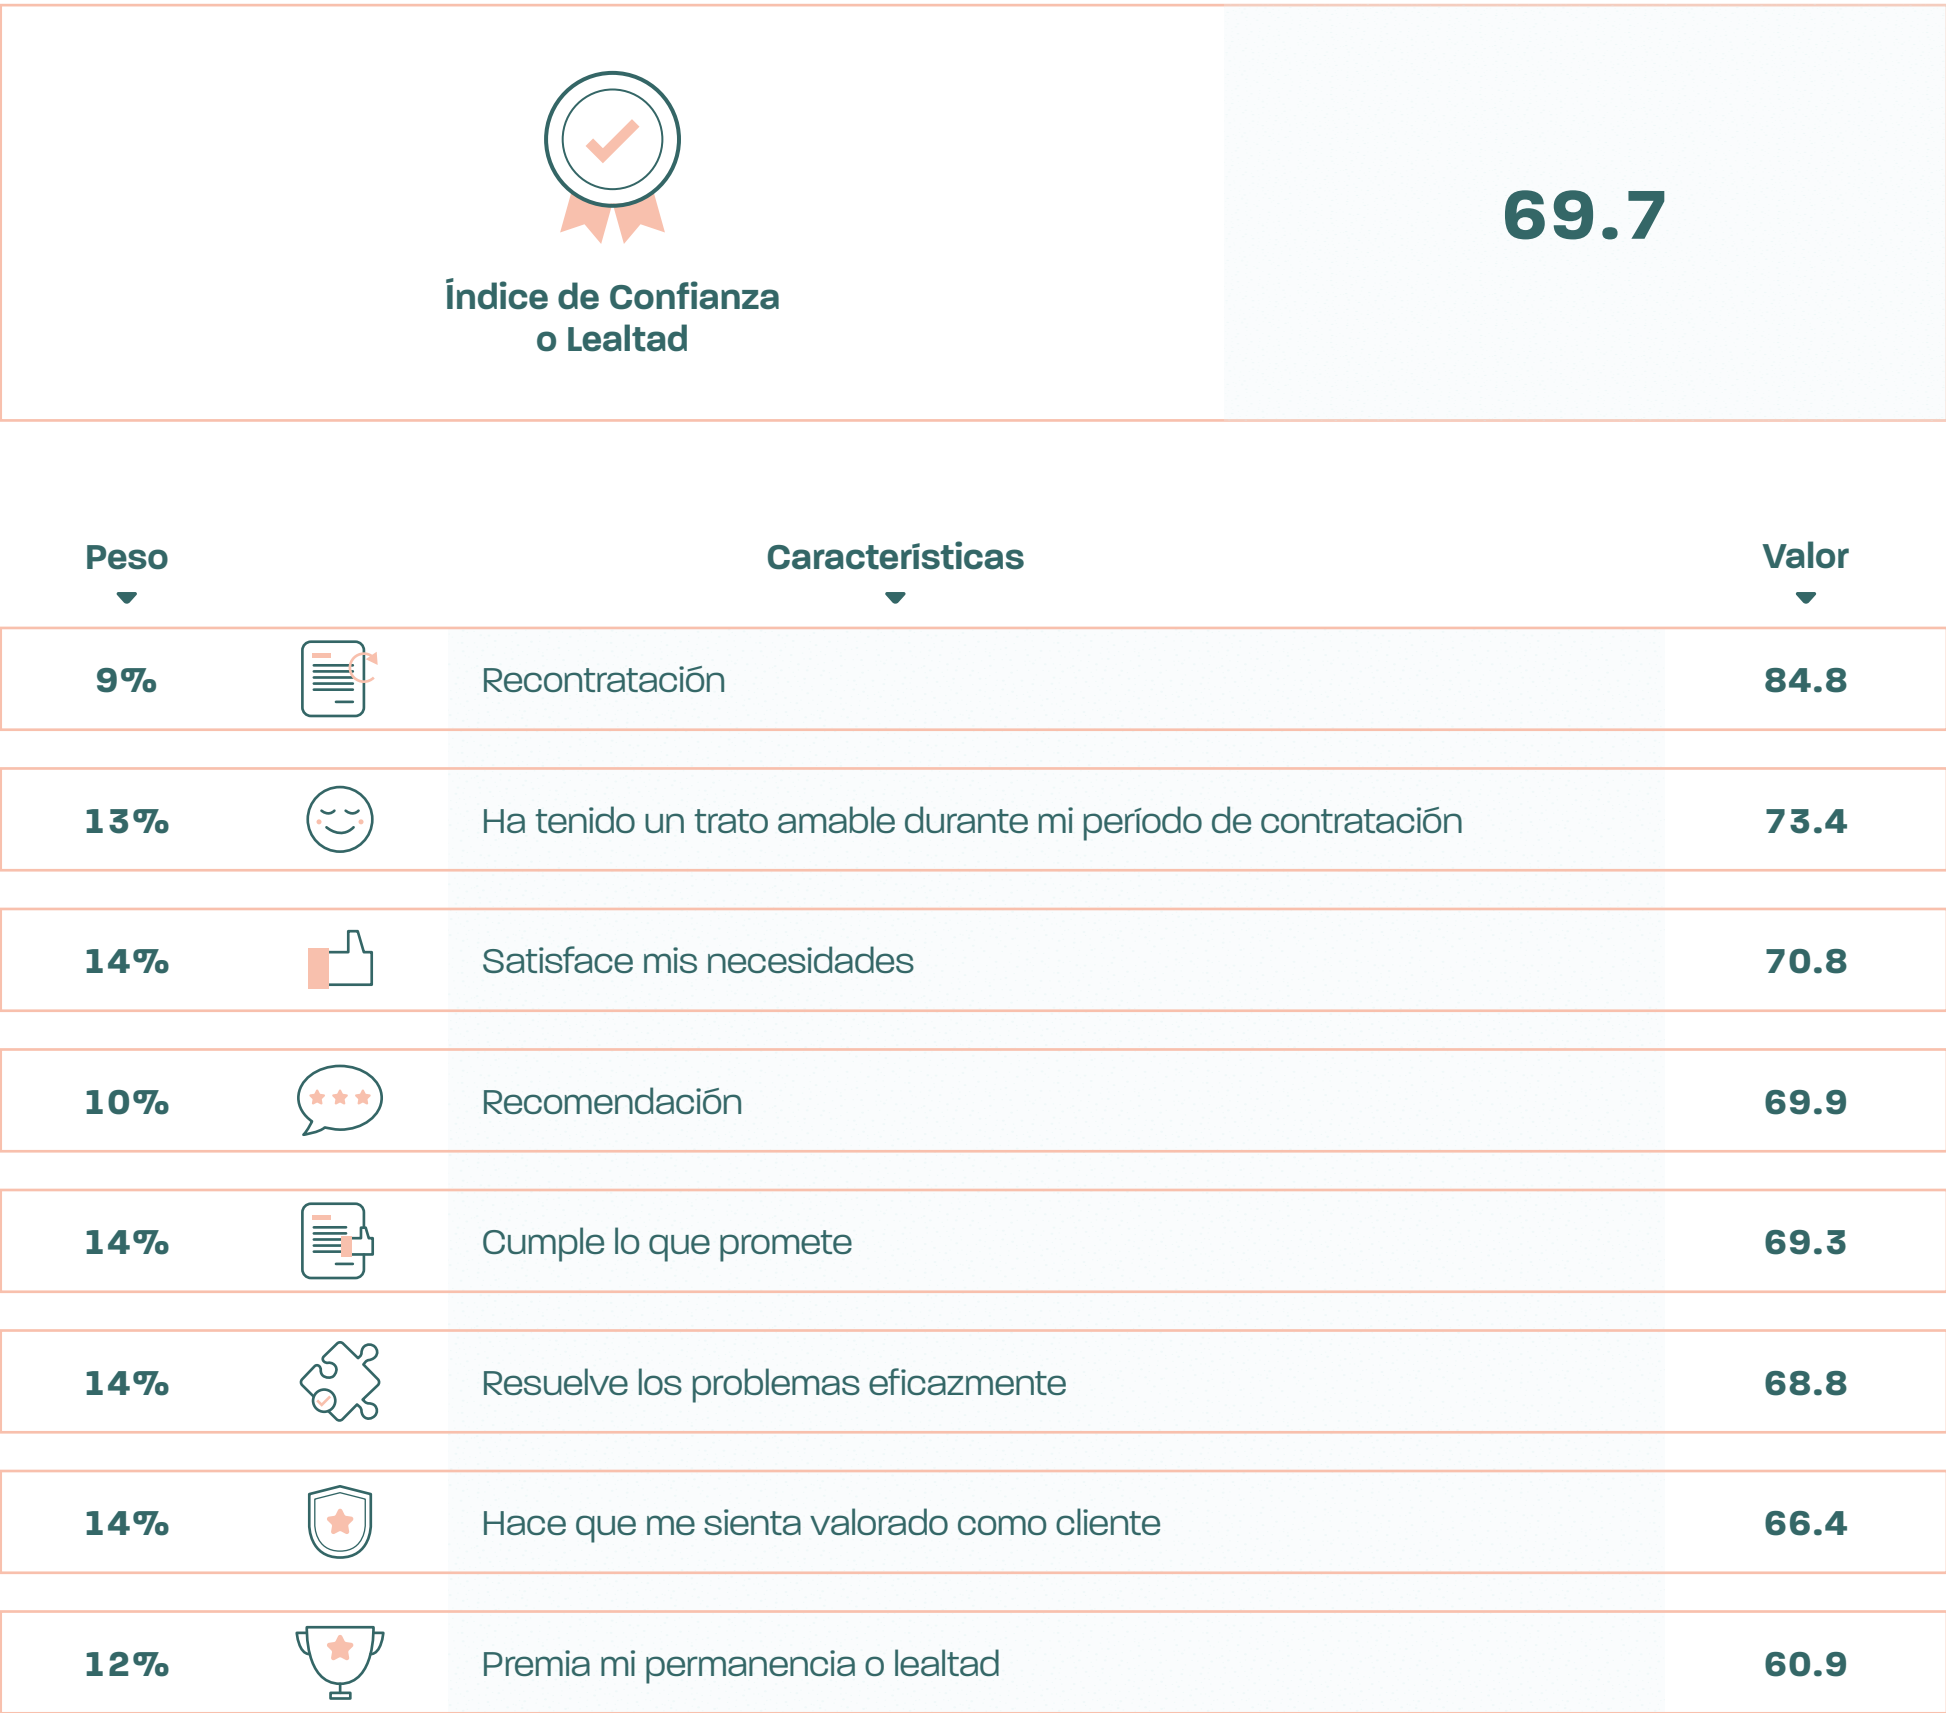 Índice de Confianza
o Lealtad
69.7
Peso Características Valor
9% Recontratación 84.8
13% Ha tenido un trato amable durante mi período de contratación 73.4
14% Satisface mis necesidades 70.8
10% Recomendación 69.9
14% Cumple lo que promete 69.3
14% Resuelve los problemas eficazmente 68.8
14% Hace que me sienta valorado como cliente 66.4
12% Premia mi permanencia o lealtad 60.9